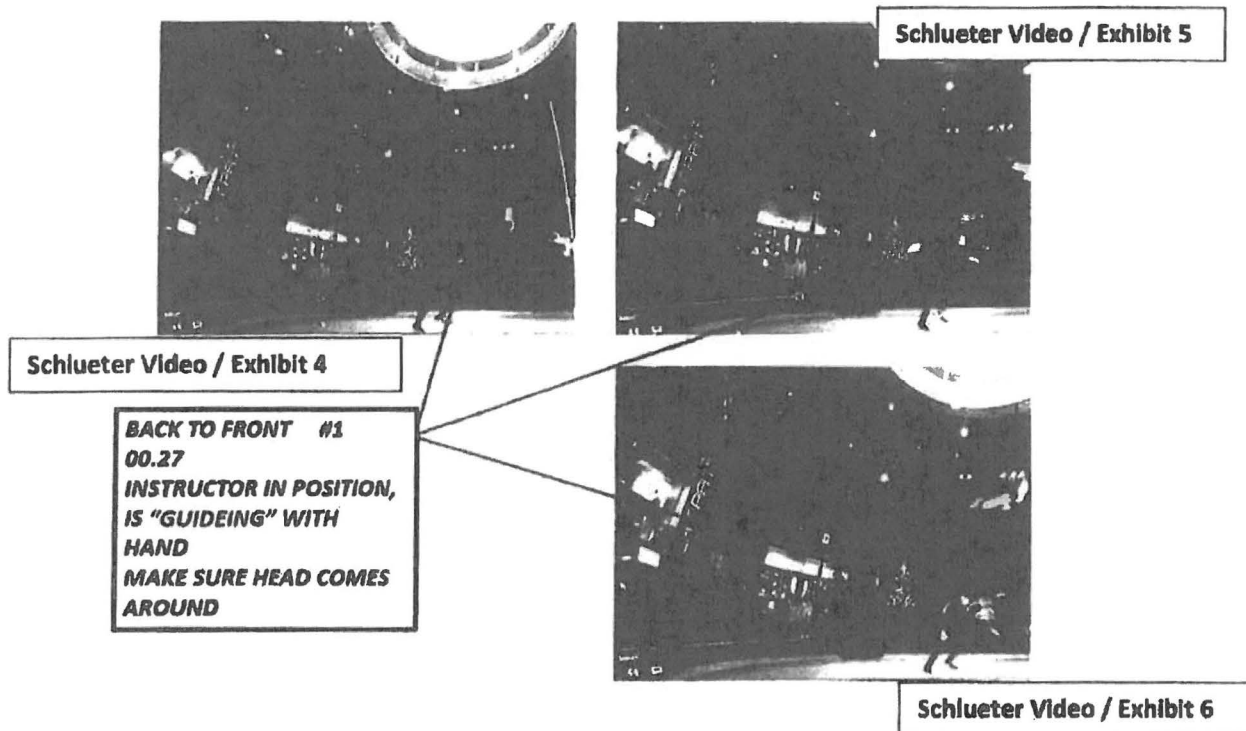 Schlueter Video / Exhibit 5
Schlueter Video / Exhibit 4
BACK TO FRONT #1
00.27
INSTRUCTOR IN POSITION,
IS "GUIDEING" WITH
HAND
MAKE SURE HEAD COMES
AROUND
Schlueter Video / Exhibit 6